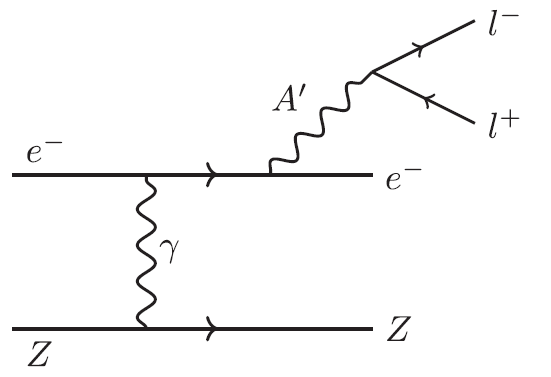 l⁻
A′
l⁺
e⁻
e⁻
γ
Z
Z